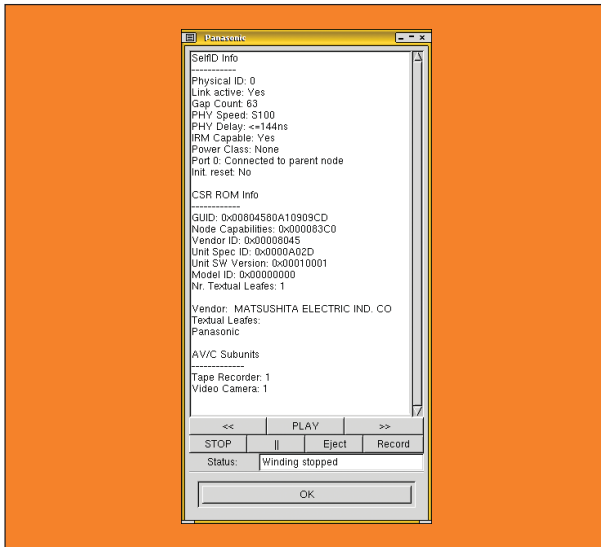 Panasonic
SelfID Info
-----------
Physical ID: 0
Link active: Yes
Gap Count: 63
PHY Speed: S100
PHY Delay: <=144ns
IRM Capable: Yes
Power Class: None
Port 0: Connected to parent node
Init. reset: No
CSR ROM Info
------------
GUID: 0x00804580A10909CD
Node Capabilities: 0x000083C0
Vendor ID: 0x00008045
Unit Spec ID: 0x0000A02D
Unit SW Version: 0x00010001
Model ID: 0x00000000
Nr. Textual Leafes: 1
Vendor:  MATSUSHITA ELECTRIC IND. CO
Textual Leafes:
Panasonic
AV/C Subunits
-------------
Tape Recorder: 1
Video Camera: 1
<< PLAY >>
STOP || Eject Record
Status: Winding stopped
OK